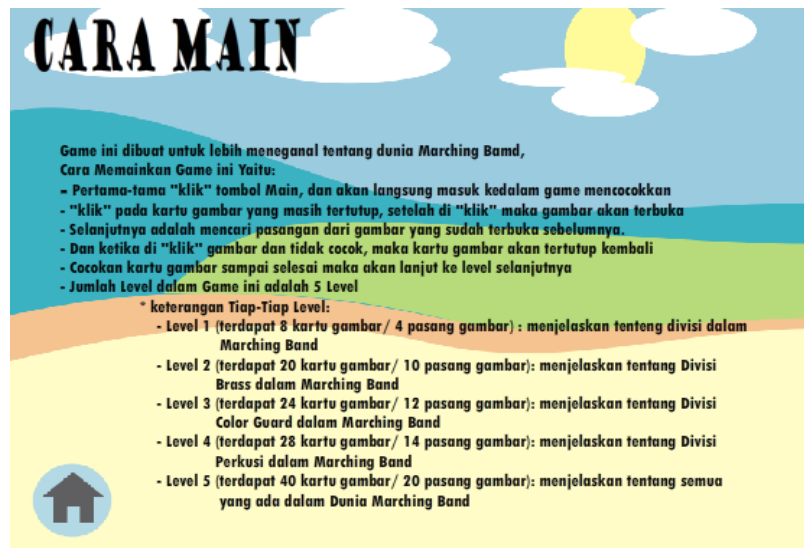 CARA MAIN
Game ini dibuat untuk lebih meneganal tentang dunia Marching Bamd,
Cara Memainkan Game ini Yaitu:
- Pertama-tama "klik" tombol Main, dan akan langsung masuk kedalam game mencocokkan
- "klik" pada kartu gambar yang masih tertutup, setelah di "klik" maka gambar akan terbuka
- Selanjutnya adalah mencari pasangan dari gambar yang sudah terbuka sebelumnya.
- Dan ketika di "klik" gambar dan tidak cocok, maka kartu gambar akan tertutup kembali
- Cocokan kartu gambar sampai selesai maka akan lanjut ke level selanjutnya
- Jumlah Level dalam Game ini adalah 5 Level
* keterangan Tiap-Tiap Level:
- Level 1 (terdapat 8 kartu gambar/ 4 pasang gambar) : menjelaskan tenteng divisi dalam
Marching Band
- Level 2 (terdapat 20 kartu gambar/ 10 pasang gambar): menjelaskan tentang Divisi
Brass dalam Marching Band
- Level 3 (terdapat 24 kartu gambar/ 12 pasang gambar): menjelaskan tentang Divisi
Color Guard dalam Marching Band
- Level 4 (terdapat 28 kartu gambar/ 14 pasang gambar): menjelaskan tentang Divisi
Perkusi dalam Marching Band
- Level 5 (terdapat 40 kartu gambar/ 20 pasang gambar): menjelaskan tentang semua
yang ada dalam Dunia Marching Band